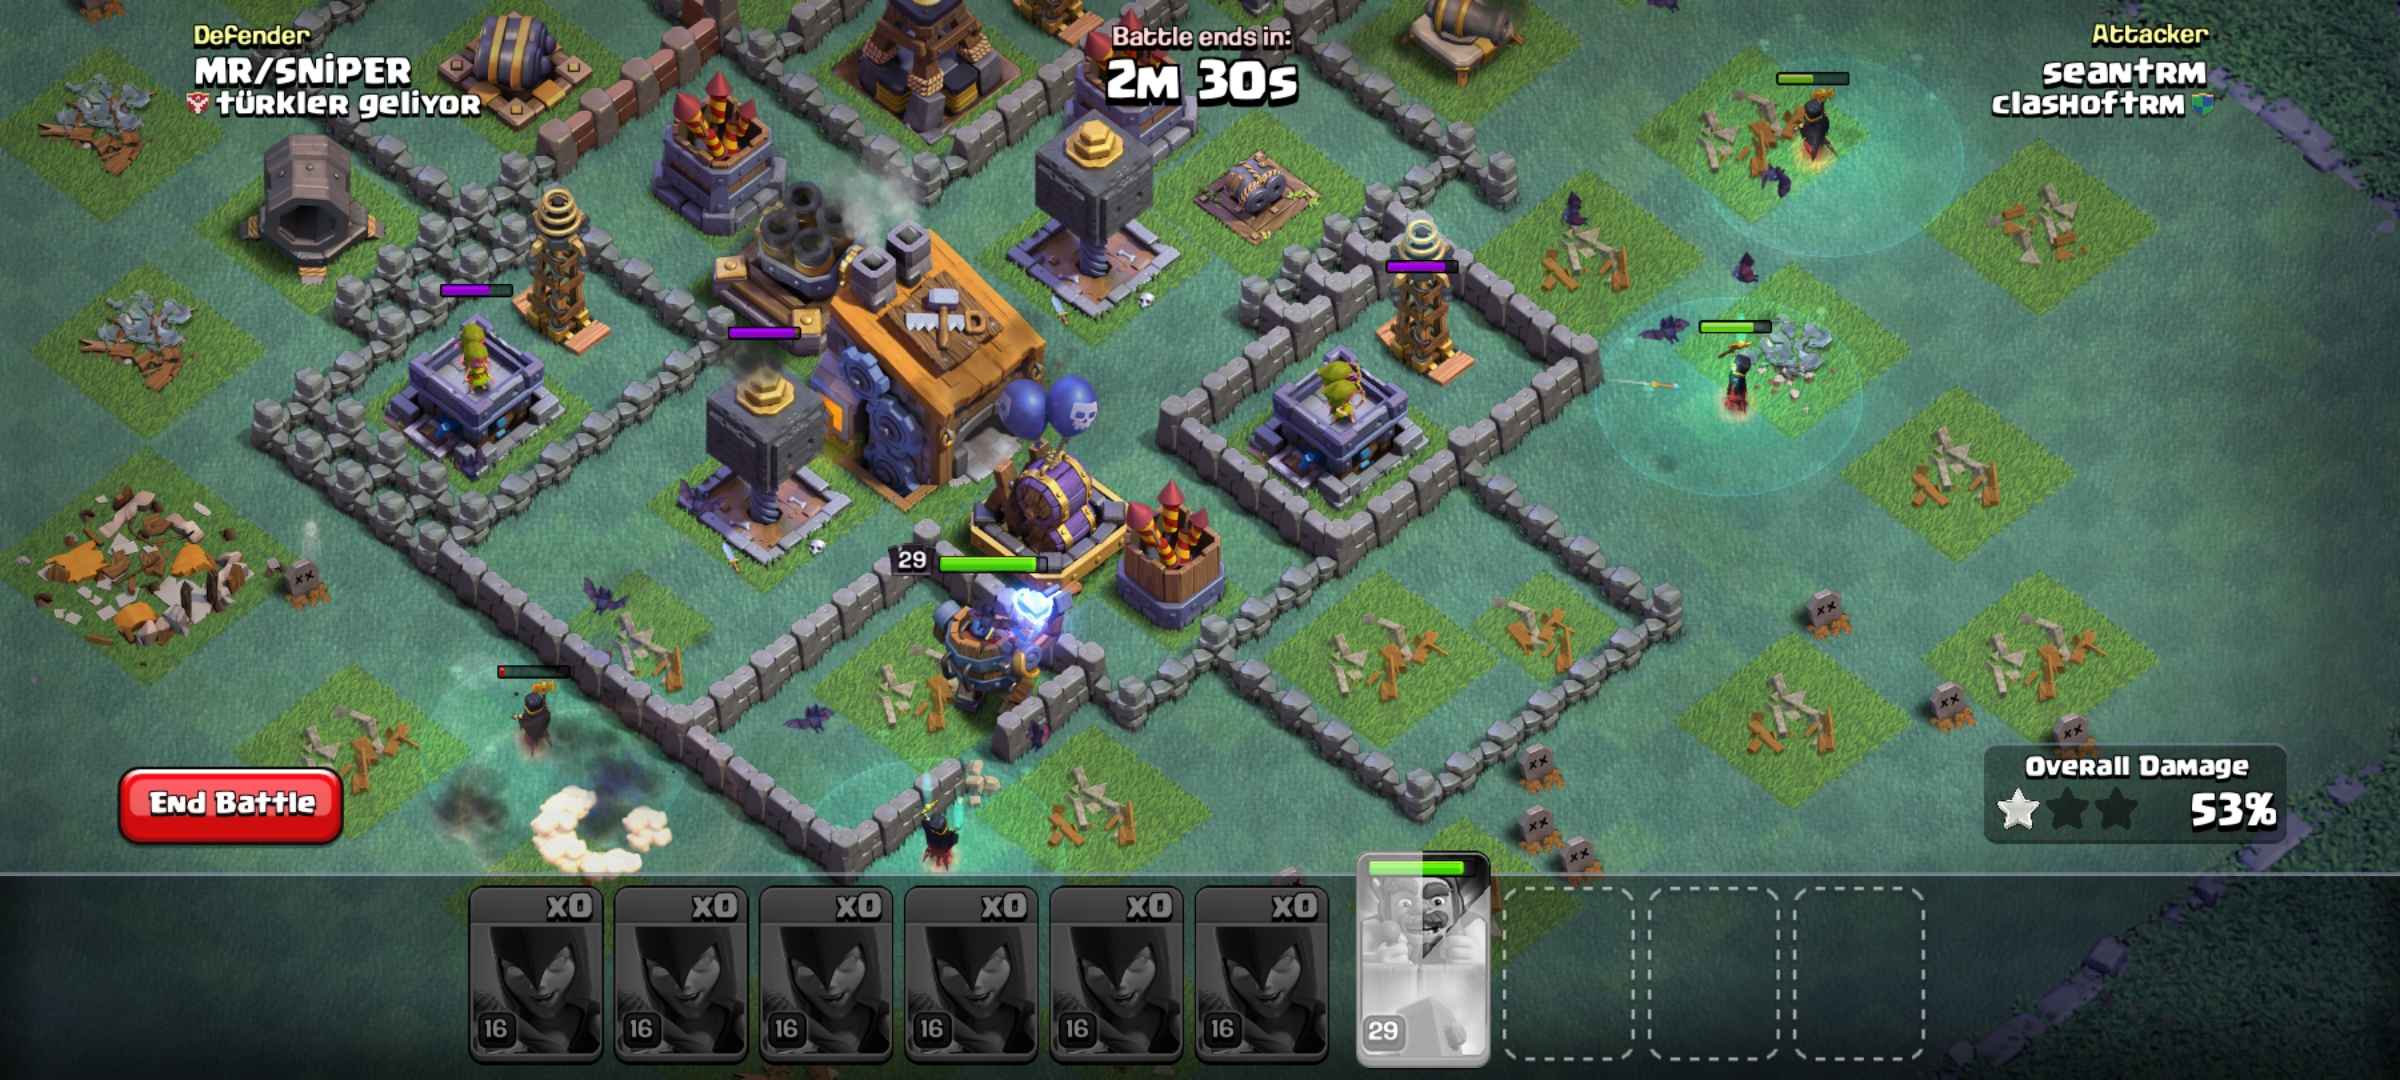 Defender
MR/SNiPER
türkler geliyor
Battle ends in:
2M 30s
Attacker
seantRM
clashoftRM
29
End Battle
Overall Damage
53%
x0
x0
x0
x0
x0
x0
16
16
16
16
16
16
29